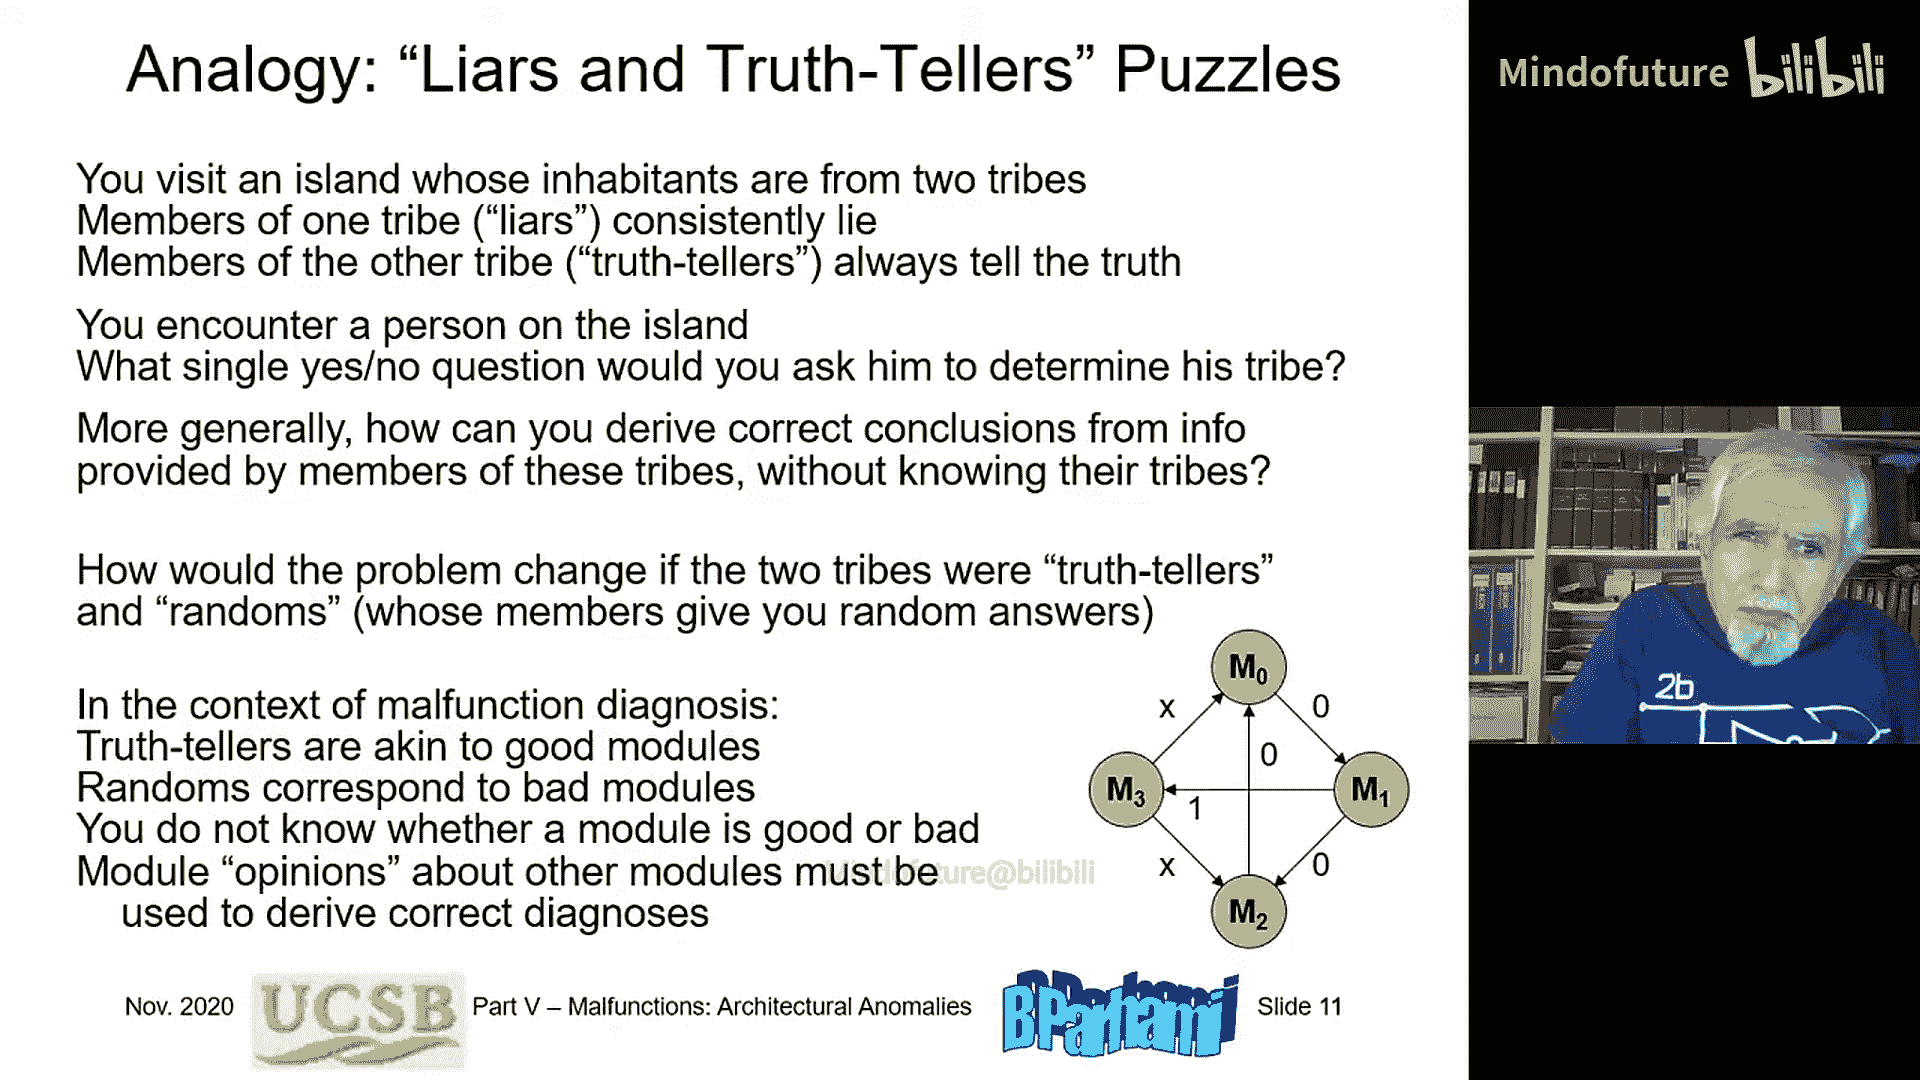 Analogy: “Liars and Truth-Tellers” Puzzles
You visit an island whose inhabitants are from two tribes
Members of one tribe (“liars”) consistently lie
Members of the other tribe (“truth-tellers”) always tell the truth
You encounter a person on the island
What single yes/no question would you ask him to determine his tribe?
More generally, how can you derive correct conclusions from info
provided by members of these tribes, without knowing their tribes?
How would the problem change if the two tribes were “truth-tellers”
and “randoms” (whose members give you random answers)
In the context of malfunction diagnosis:
Truth-tellers are akin to good modules
Randoms correspond to bad modules
You do not know whether a module is good or bad
Module “opinions” about other modules must be
used to derive correct diagnoses
M0
x 0
0
M3 1 M1
x 0
M2
Mindofuture@bilibili
Nov. 2020 UCSB Part V – Malfunctions: Architectural Anomalies B Parhami Slide 11
Mindofuture bilibili
2b